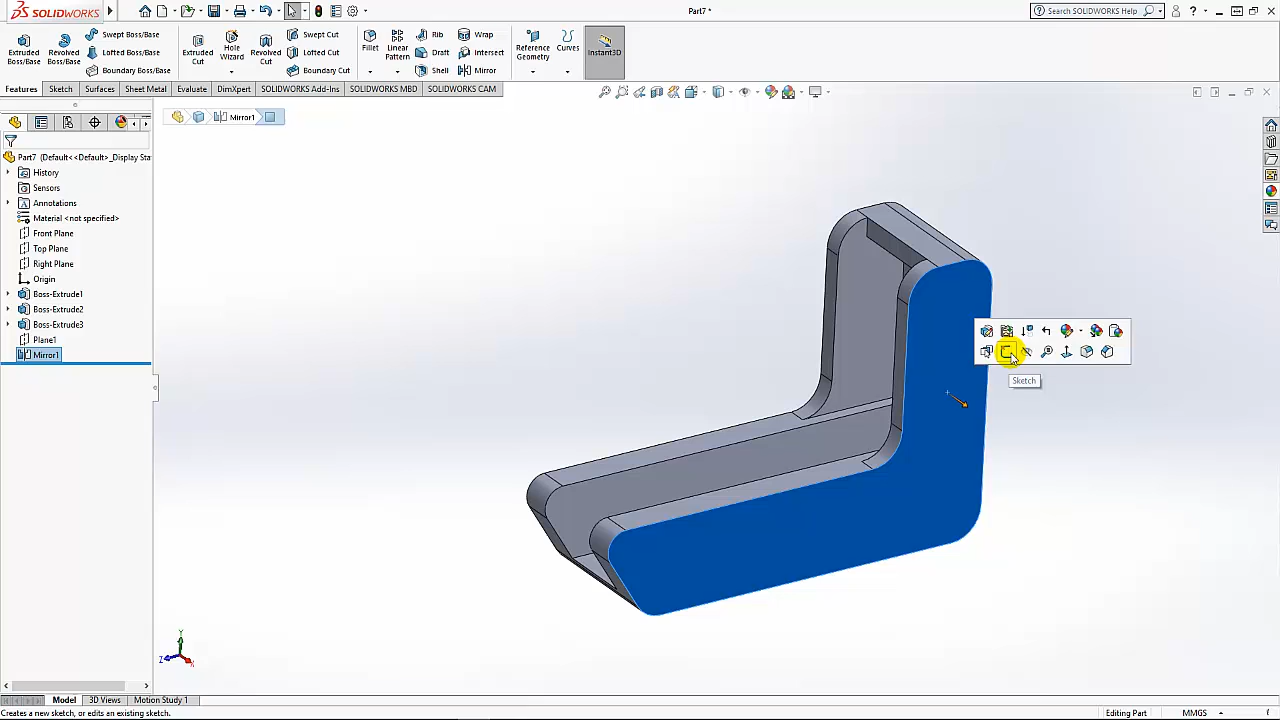 SOLIDWORKS
Part7 *
Search SOLIDWORKS Help
Extruded Boss/Base
Revolved Boss/Base
Swept Boss/Base
Lofted Boss/Base
Boundary Boss/Base
Extruded Cut
Hole Wizard
Revolved Cut
Swept Cut
Lofted Cut
Boundary Cut
Fillet
Linear Pattern
Rib
Draft
Shell
Wrap
Intersect
Mirror
Reference Geometry
Curves
Instant3D
Features
Sketch
Surfaces
Sheet Metal
Evaluate
DimXpert
SOLIDWORKS Add-Ins
SOLIDWORKS MBD
SOLIDWORKS CAM
Mirror1
Part7 (Default<<Default>_Display Sta
History
Sensors
Annotations
Material <not specified>
Front Plane
Top Plane
Right Plane
Origin
Boss-Extrude1
Boss-Extrude2
Boss-Extrude3
Plane1
Mirror1
Sketch
Y
Z
X
Model
3D Views
Motion Study 1
Creates a new sketch, or edits an existing sketch.
Editing Part
MMGS